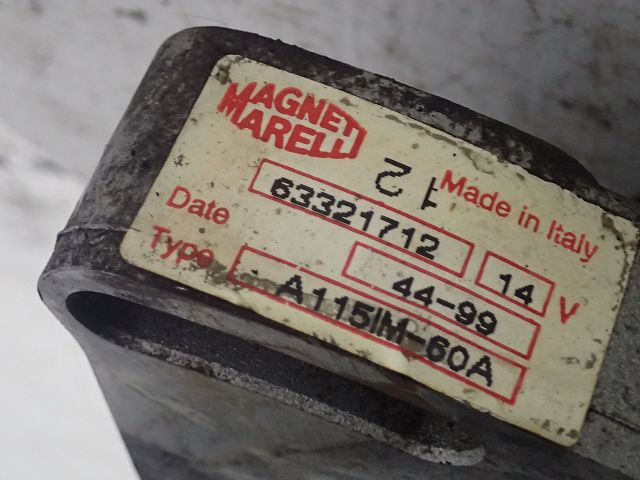 MAGNETI
MARELLI
12
Made in Italy
63321712
14 V
Date 44-99
Type A115IM-60A